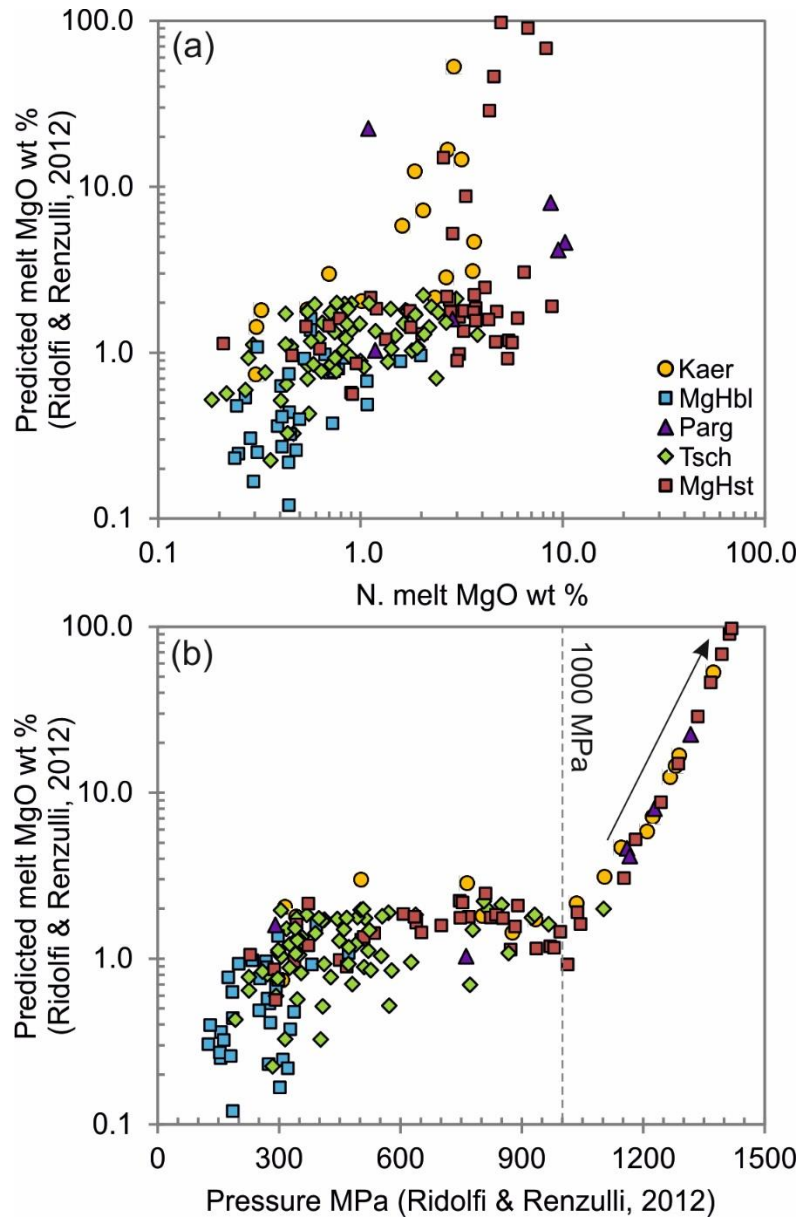 (a)
100.0
10.0
1.0
0.1
Predicted melt MgO wt %
(Ridolfi & Renzulli, 2012)
Kaer
MgHbl
Parg
Tsch
MgHst
0.1
1.0
10.0
100.0
N. melt MgO wt %
(b)
100.0
10.0
1.0
0.1
Predicted melt MgO wt %
(Ridolfi & Renzulli, 2012)
1000 MPa
0
300
600
900
1200
1500
Pressure MPa (Ridolfi & Renzulli, 2012)